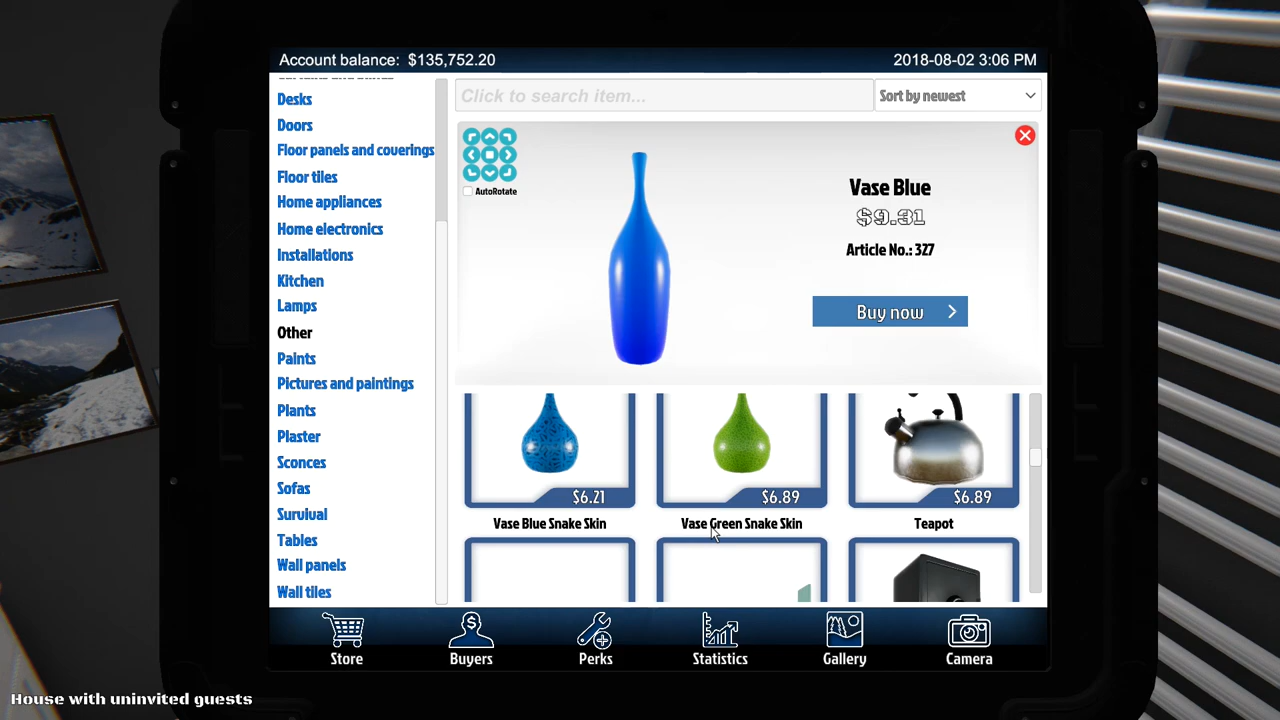 Account balance: $135,752.20
2018-08-02 3:06 PM
Desks
Doors
Floor panels and coverings
Floor tiles
Home appliances
Home electronics
Installations
Kitchen
Lamps
Other
Paints
Pictures and paintings
Plants
Plaster
Sconces
Sofas
Survival
Tables
Wall panels
Wall tiles
Click to search item...
Sort by newest
AutoRotate
Vase Blue
$9.31
Article No.: 327
Buy now
$6.21
$6.89
$6.89
Vase Blue Snake Skin
Vase Green Snake Skin
Teapot
Store
Buyers
Perks
Statistics
Gallery
Camera
House with uninvited guests